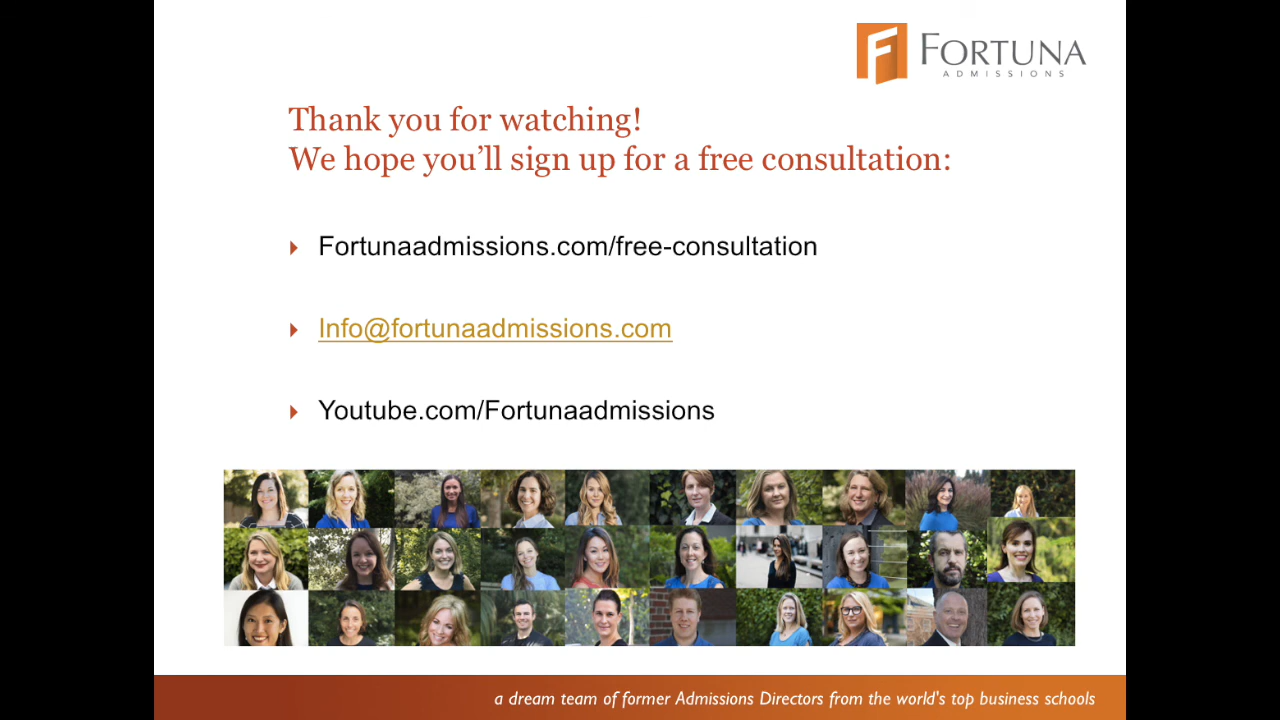 FORTUNA
ADMISSIONS
Thank you for watching!
We hope you’ll sign up for a free consultation:
Fortunaadmissions.com/free-consultation
Info@fortunaadmissions.com
Youtube.com/Fortunaadmissions
a dream team of former Admissions Directors from the world's top business schools